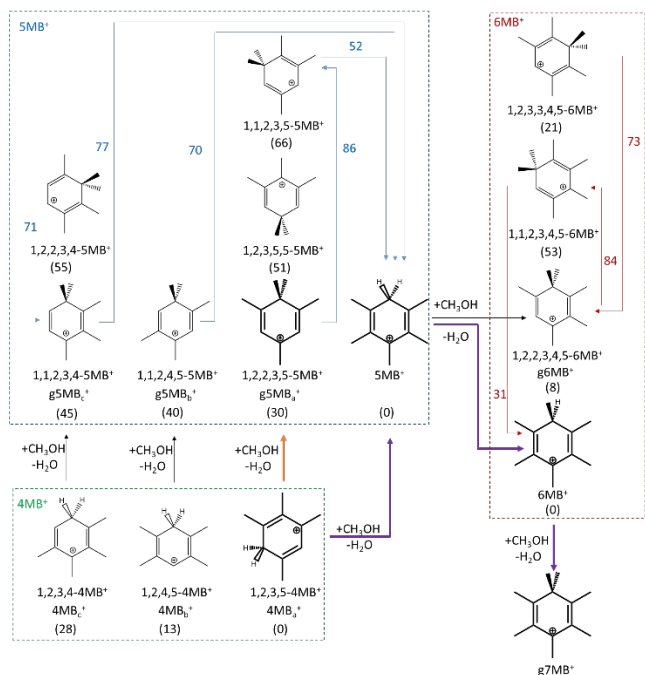 5MB⁺
52
1,1,2,3,5-5MB⁺
(66)
77
70
86
71
1,2,2,3,4-5MB⁺
(55)
1,2,3,5,5-5MB⁺
(51)
H H
1,1,2,3,4-5MB⁺
g5MBc⁺
(45)
1,1,2,4,5-5MB⁺
g5MBb⁺
(40)
1,2,2,3,5-5MB⁺
g5MBa⁺
(30)
5MB⁺
(0)
+CH₃OH
-H₂O
+CH₃OH
-H₂O
+CH₃OH
-H₂O
4MB⁺
H H
H H
H
H
1,2,3,4-4MB⁺
4MBc⁺
(28)
1,2,4,5-4MB⁺
4MBb⁺
(13)
1,2,3,5-4MB⁺
4MBa⁺
(0)
+CH₃OH
-H₂O
+CH₃OH
-H₂O
6MB⁺
1,2,3,3,4,5-6MB⁺
(21)
73
1,1,2,3,4,5-6MB⁺
(53)
84
1,2,2,3,4,5-6MB⁺
g6MB⁺
(8)
31
H
6MB⁺
(0)
+CH₃OH
-H₂O
g7MB⁺